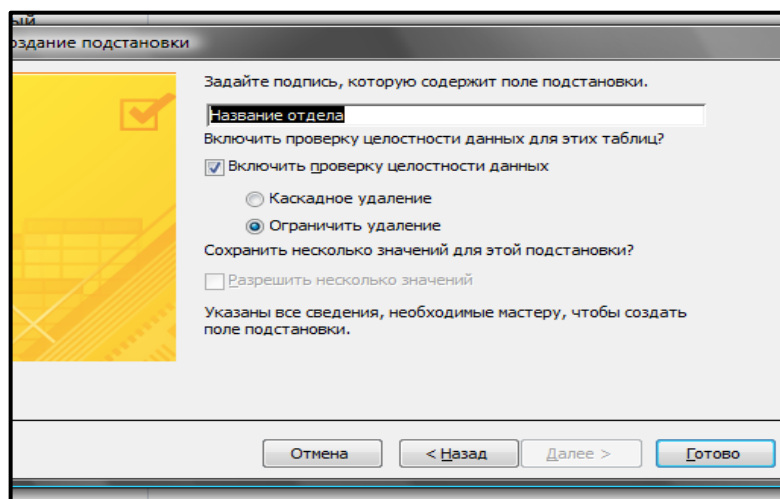 ый
оздание подстановки
Задайте подпись, которую содержит поле подстановки.
Название отдела
Включить проверку целостности данных для этих таблиц?
Включить проверку целостности данных
Каскадное удаление
Ограничить удаление
Сохранить несколько значений для этой подстановки?
Разрешить несколько значений
Указаны все сведения, необходимые мастеру, чтобы создать
поле подстановки.
Отмена < Назад Далее > Готово